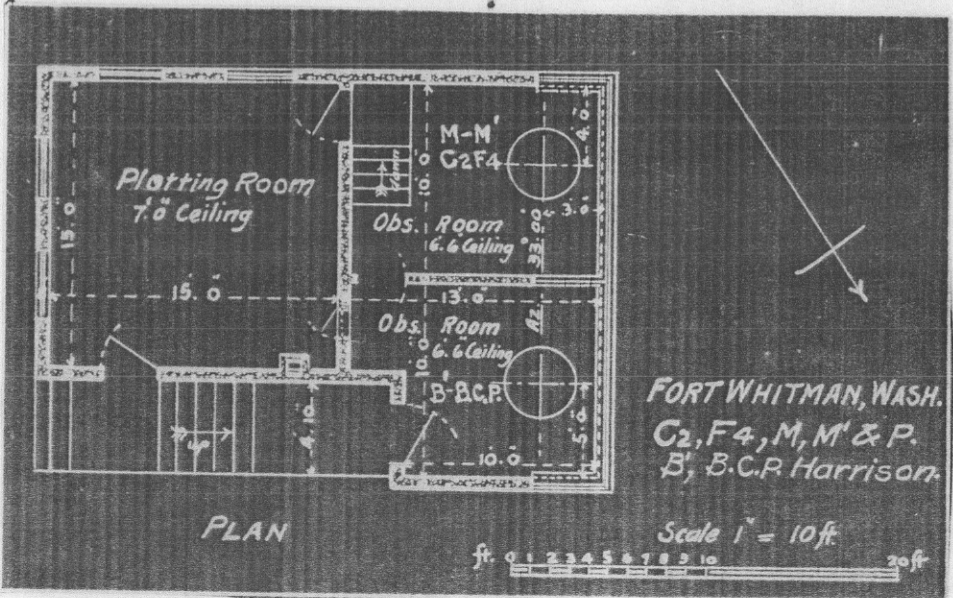 Plotting Room
7'.0" Ceiling
15'.0"
15'.0"
M-M'
C2F4
Obs. Room
6'.6" Ceiling
10'.0"
4'.0"
3'.0"
33.00'
Az.
down
13'.0"
Obs. Room
6'.6" Ceiling
10'.0"
B'-B.C.P.
5'.0"
10'.0"
4'.10"
up
PLAN
FORT WHITMAN, WASH.
C2, F4, M, M' & P.
B', B.C.P. Harrison.
Scale 1" = 10 ft
ft. 0 1 2 3 4 5 6 7 8 9 10 20 ft